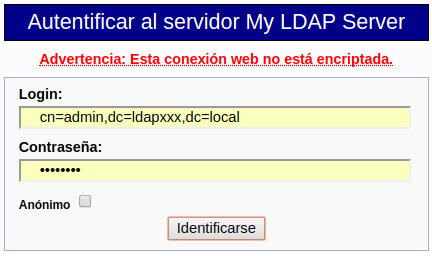 Autentificar al servidor My LDAP Server
Advertencia: Esta conexión web no está encriptada.
Login:
cn=admin,dc=ldapxxx,dc=local
Contraseña:
••••••••
Anónimo
Identificarse